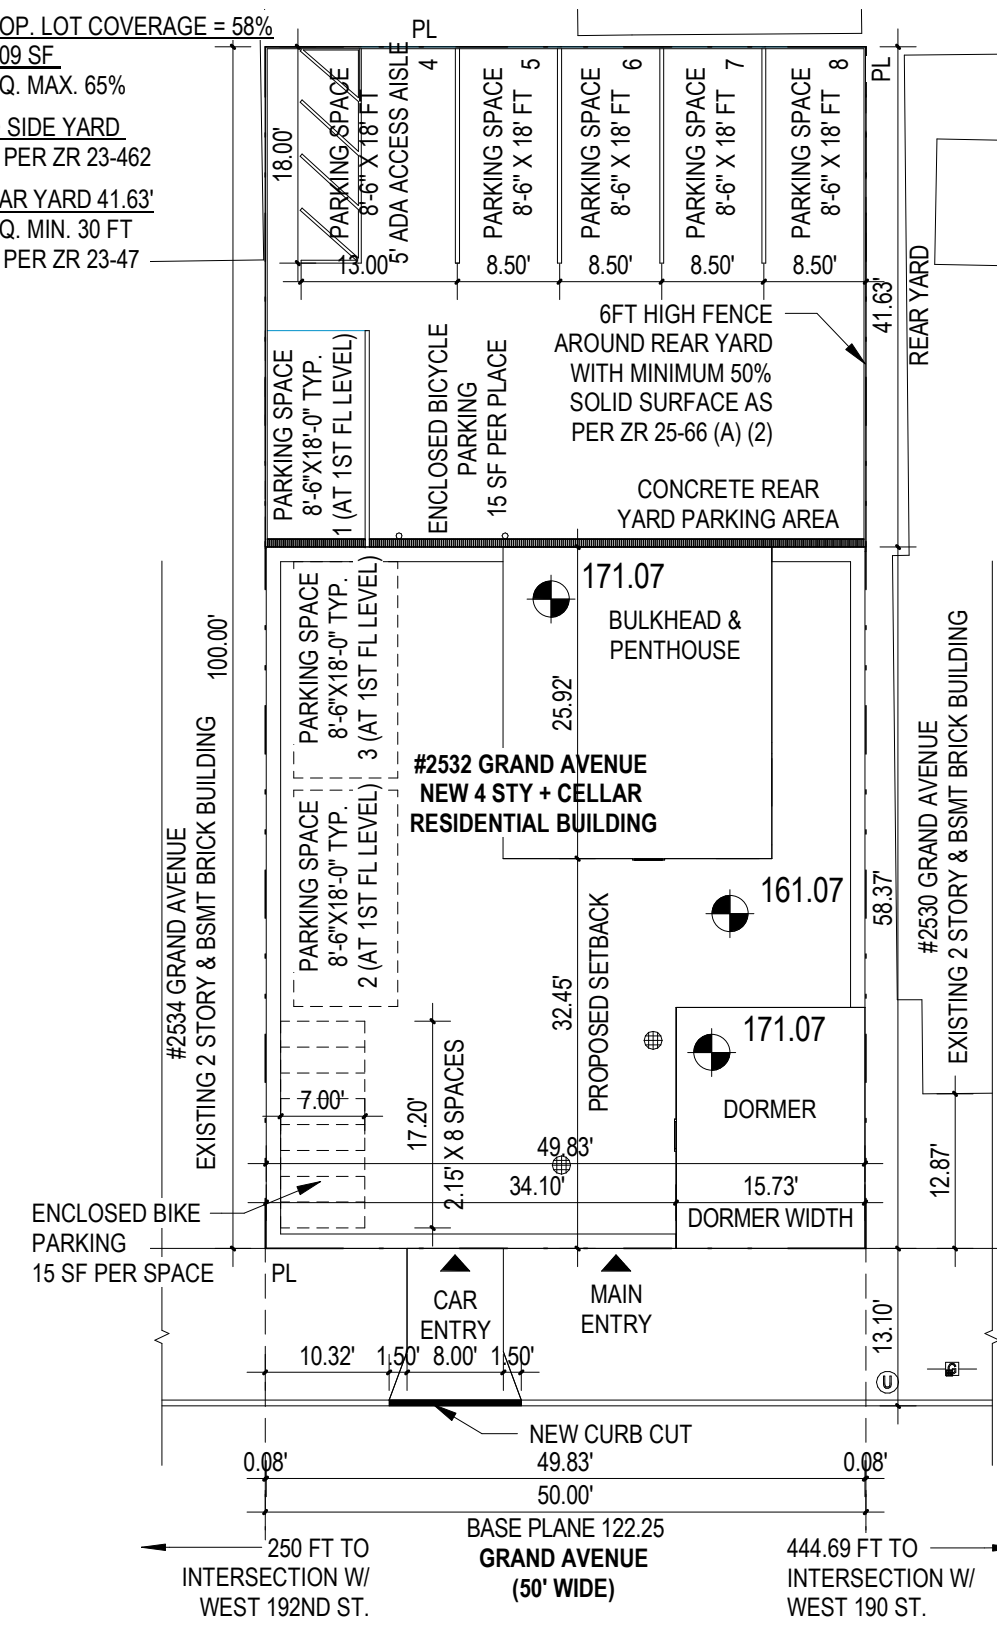 OP. LOT COVERAGE = 58%
09 SF
Q. MAX. 65%
SIDE YARD
PER ZR 23-462
AR YARD 41.63'
Q. MIN. 30 FT
PER ZR 23-47
PL
PL
18.00'
PARKING SPACE
8'-6" X 18' FT
5' ADA ACCESS AISLE
4
PARKING SPACE
8'-6" X 18' FT
5
PARKING SPACE
8'-6" X 18' FT
6
PARKING SPACE
8'-6" X 18' FT
7
PARKING SPACE
8'-6" X 18' FT
8
13.00'
8.50'
8.50'
8.50'
8.50'
41.63'
REAR YARD
6FT HIGH FENCE
AROUND REAR YARD
WITH MINIMUM 50%
SOLID SURFACE AS
PER ZR 25-66 (A) (2)
PARKING SPACE
8'-6"X18'-0" TYP.
1 (AT 1ST FL LEVEL)
ENCLOSED BICYCLE
PARKING
15 SF PER PLACE
CONCRETE REAR
YARD PARKING AREA
100.00'
#2534 GRAND AVENUE
EXISTING 2 STORY & BSMT BRICK BUILDING
PARKING SPACE
8'-6"X18'-0" TYP.
3 (AT 1ST FL LEVEL)
171.07
BULKHEAD &
PENTHOUSE
25.92'
#2532 GRAND AVENUE
NEW 4 STY + CELLAR
RESIDENTIAL BUILDING
PARKING SPACE
8'-6"X18'-0" TYP.
2 (AT 1ST FL LEVEL)
161.07
58.37'
#2530 GRAND AVENUE
EXISTING 2 STORY & BSMT BRICK BUILDING
32.45'
PROPOSED SETBACK
171.07
DORMER
7.00'
17.20'
2.15' X 8 SPACES
49.83'
34.10'
15.73'
DORMER WIDTH
12.87'
ENCLOSED BIKE
PARKING
15 SF PER SPACE
PL
CAR
ENTRY
MAIN
ENTRY
13.10'
10.32'
1.50'
8.00'
1.50'
U
G
NEW CURB CUT
0.08'
49.83'
0.08'
50.00'
BASE PLANE 122.25
GRAND AVENUE
(50' WIDE)
250 FT TO
INTERSECTION W/
WEST 192ND ST.
444.69 FT TO
INTERSECTION W/
WEST 190 ST.